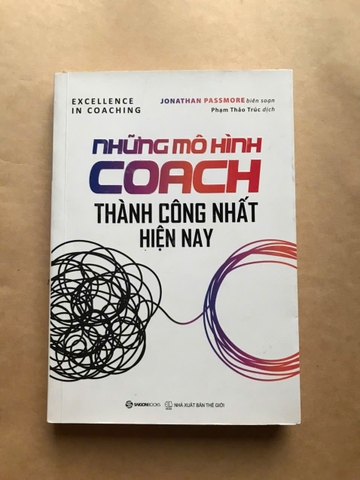 EXCELLENCE
IN COACHING
JONATHAN PASSMORE biên soạn
Phạm Thảo Trúc dịch
NHỮNG MÔ HÌNH
COACH
THÀNH CÔNG NHẤT
HIỆN NAY
SAIGONBOOKS
NHÀ XUẤT BẢN THẾ GIỚI